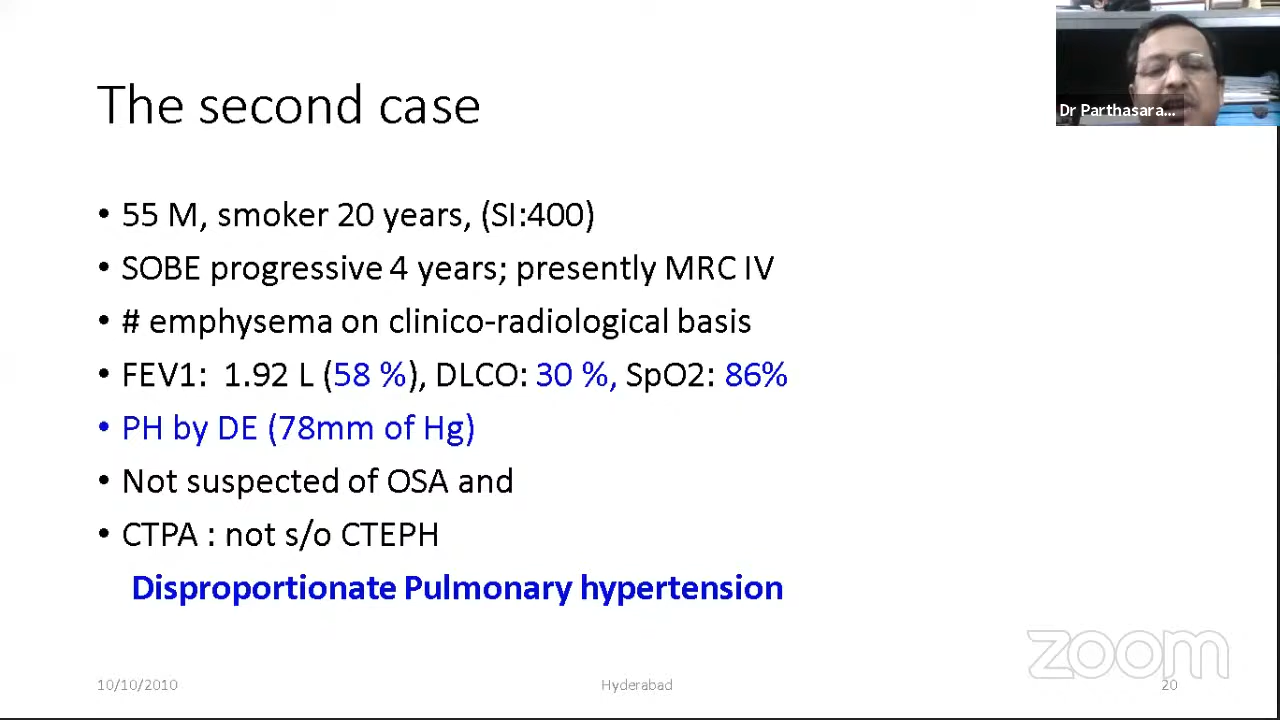 The second case
Dr Parthasara...
• 55 M, smoker 20 years, (SI:400)
• SOBE progressive 4 years; presently MRC IV
• # emphysema on clinico-radiological basis
• FEV1: 1.92 L (58 %), DLCO: 30 %, SpO2: 86%
• PH by DE (78mm of Hg)
• Not suspected of OSA and
• CTPA : not s/o CTEPH
Disproportionate Pulmonary hypertension
zoom
10/10/2010
Hyderabad
20